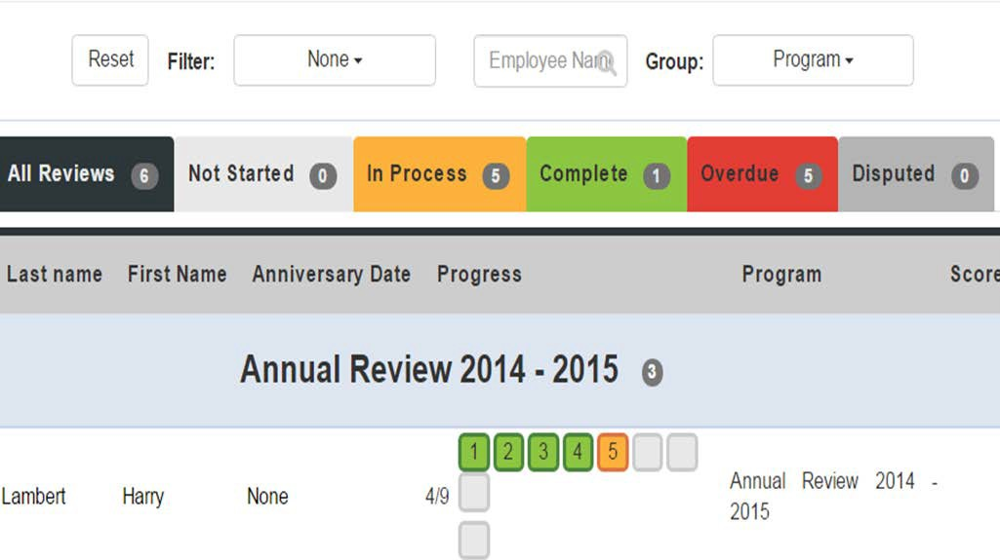 Reset Filter: None Employee Name Group: Program
All Reviews 6 Not Started 0 In Process 5 Complete 1 Overdue 5 Disputed 0
Last name First Name Anniversary Date Progress Program Score
Annual Review 2014 - 2015 3
1 2 3 4 5
Lambert Harry None 4/9 Annual Review 2014 -
2015